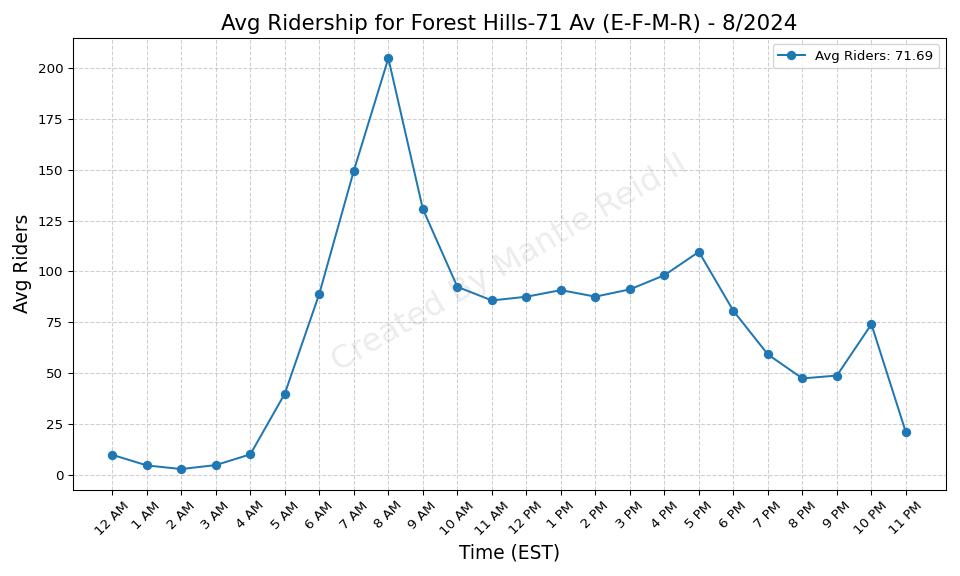 Avg Ridership for Forest Hills-71 Av (E-F-M-R) - 8/2024
Avg Riders: 71.69
200
175
150
125
100
75
50
25
0
Avg Riders
Created By Mantle Reid II
12 AM
1 AM
2 AM
3 AM
4 AM
5 AM
6 AM
7 AM
8 AM
9 AM
10 AM
11 AM
12 PM
1 PM
2 PM
3 PM
4 PM
5 PM
6 PM
7 PM
8 PM
9 PM
10 PM
11 PM
Time (EST)